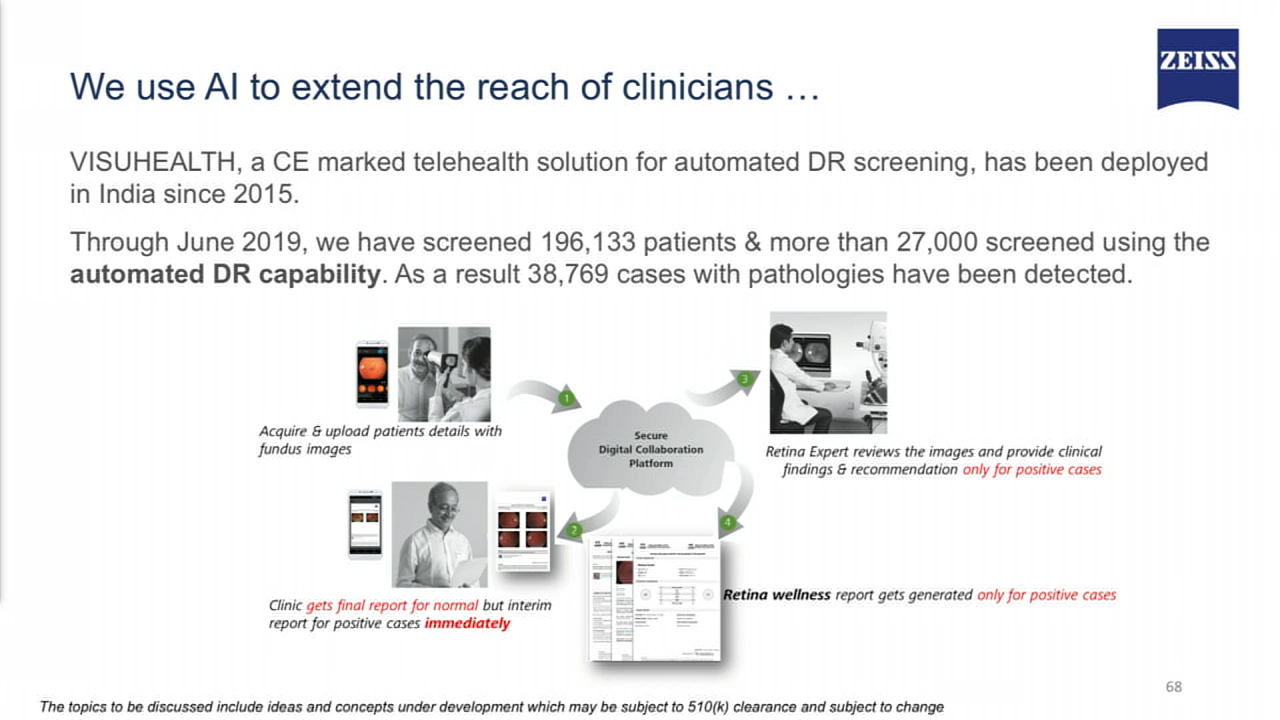 ZEISS
We use AI to extend the reach of clinicians …
VISUHEALTH, a CE marked telehealth solution for automated DR screening, has been deployed
in India since 2015.
Through June 2019, we have screened 196,133 patients & more than 27,000 screened using the
automated DR capability. As a result 38,769 cases with pathologies have been detected.
1
Acquire & upload patients details with
fundus images
Secure
Digital Collaboration
Platform
2
Clinic gets final report for normal but interim
report for positive cases immediately
3
Retina Expert reviews the images and provide clinical
findings & recommendation only for positive cases
4
Retina wellness report gets generated only for positive cases
68
The topics to be discussed include ideas and concepts under development which may be subject to 510(k) clearance and subject to change